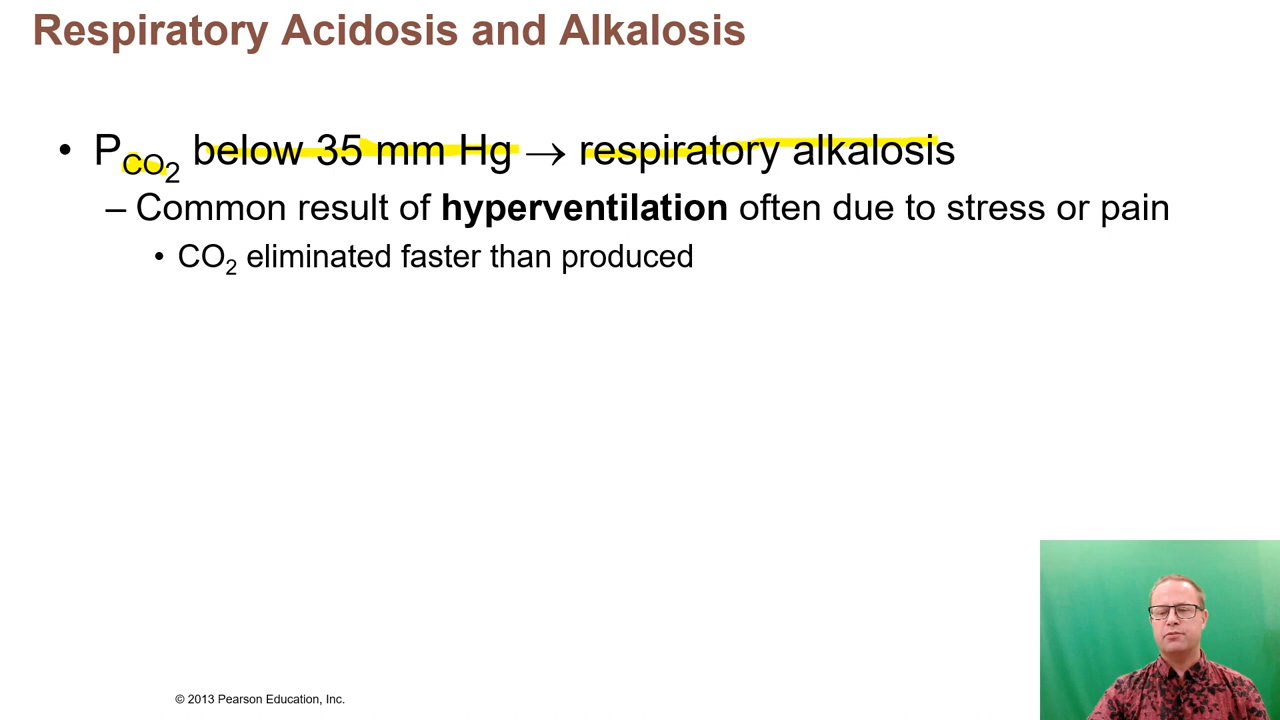 Respiratory Acidosis and Alkalosis
• PCO2 below 35 mm Hg → respiratory alkalosis
– Common result of hyperventilation often due to stress or pain
• CO2 eliminated faster than produced
© 2013 Pearson Education, Inc.